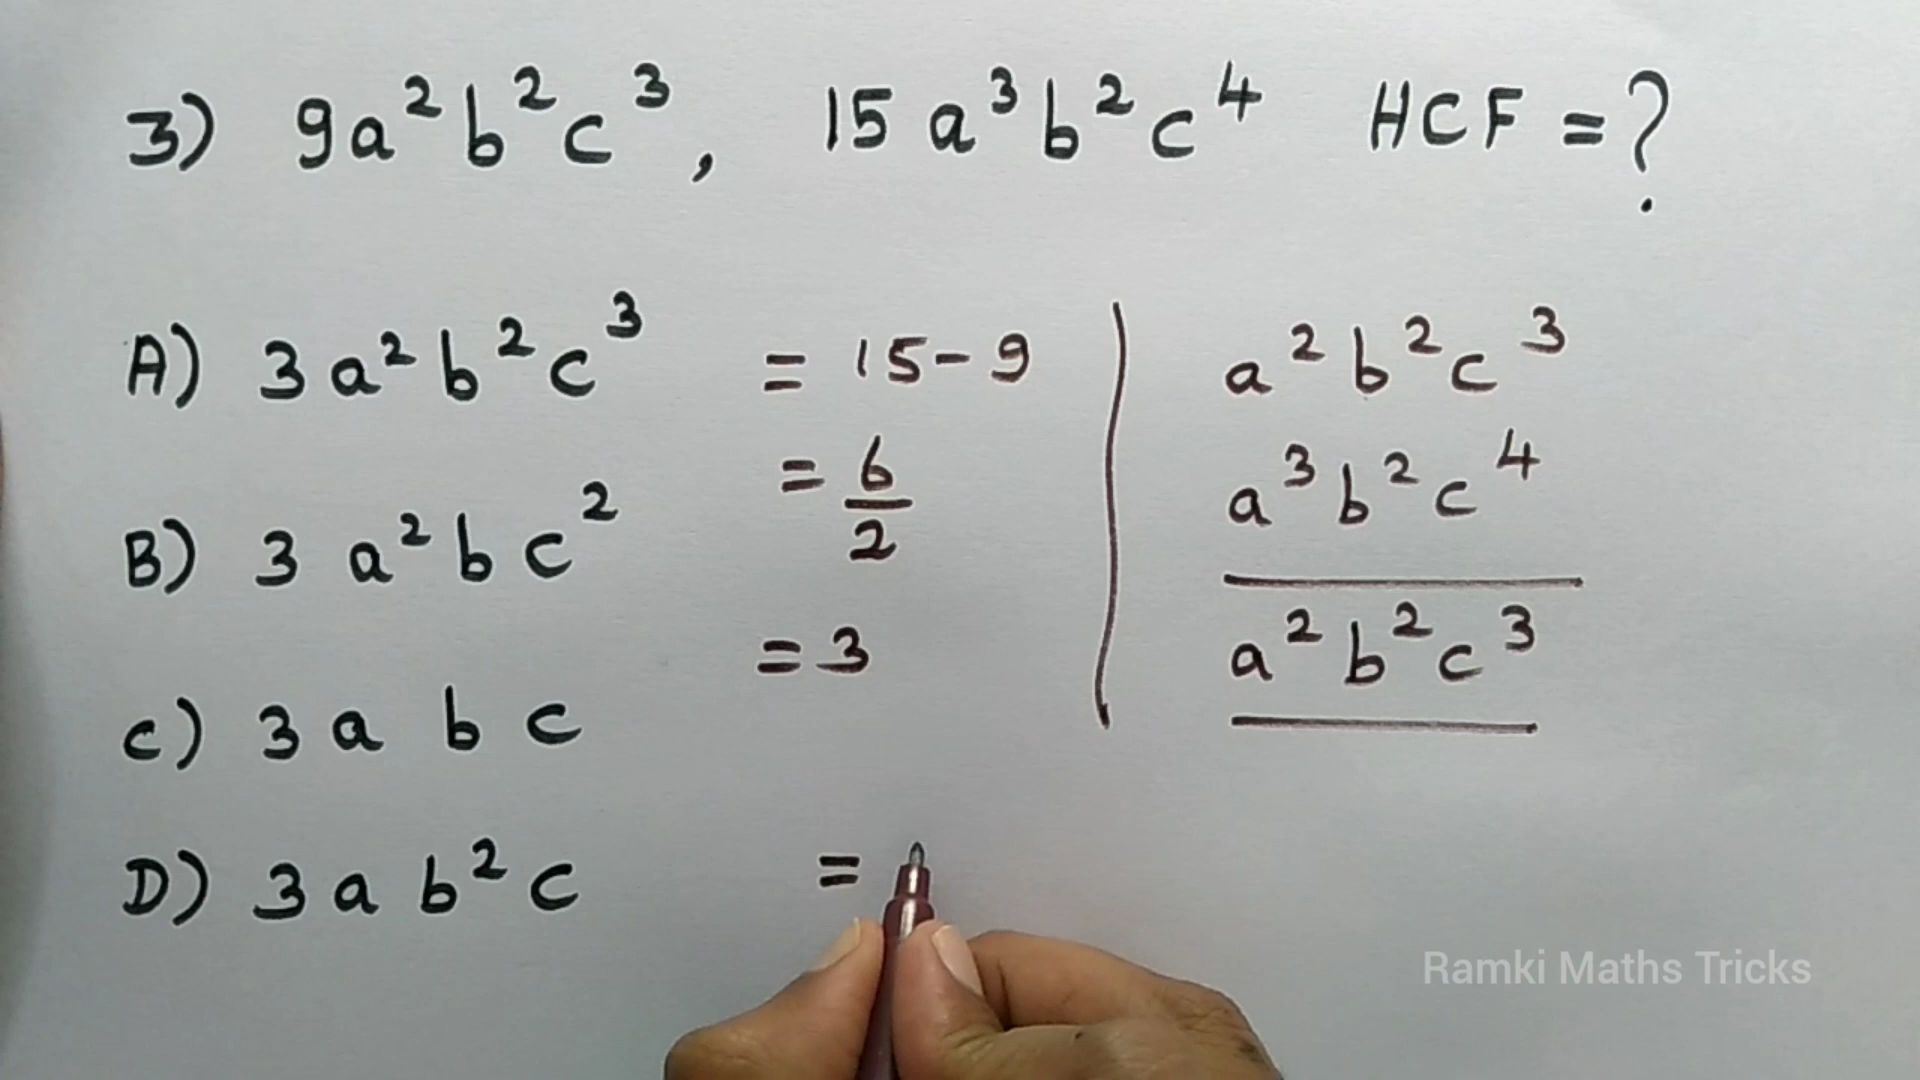 3) 9a²b²c³, 15a³b²c⁴ HCF = ?
A) 3a²b²c³
B) 3a²bc²
C) 3abc
D) 3ab²c
= 15-9
= 6/2
= 3
=
a²b²c³
a³b²c⁴
a²b²c³
Ramki Maths Tricks